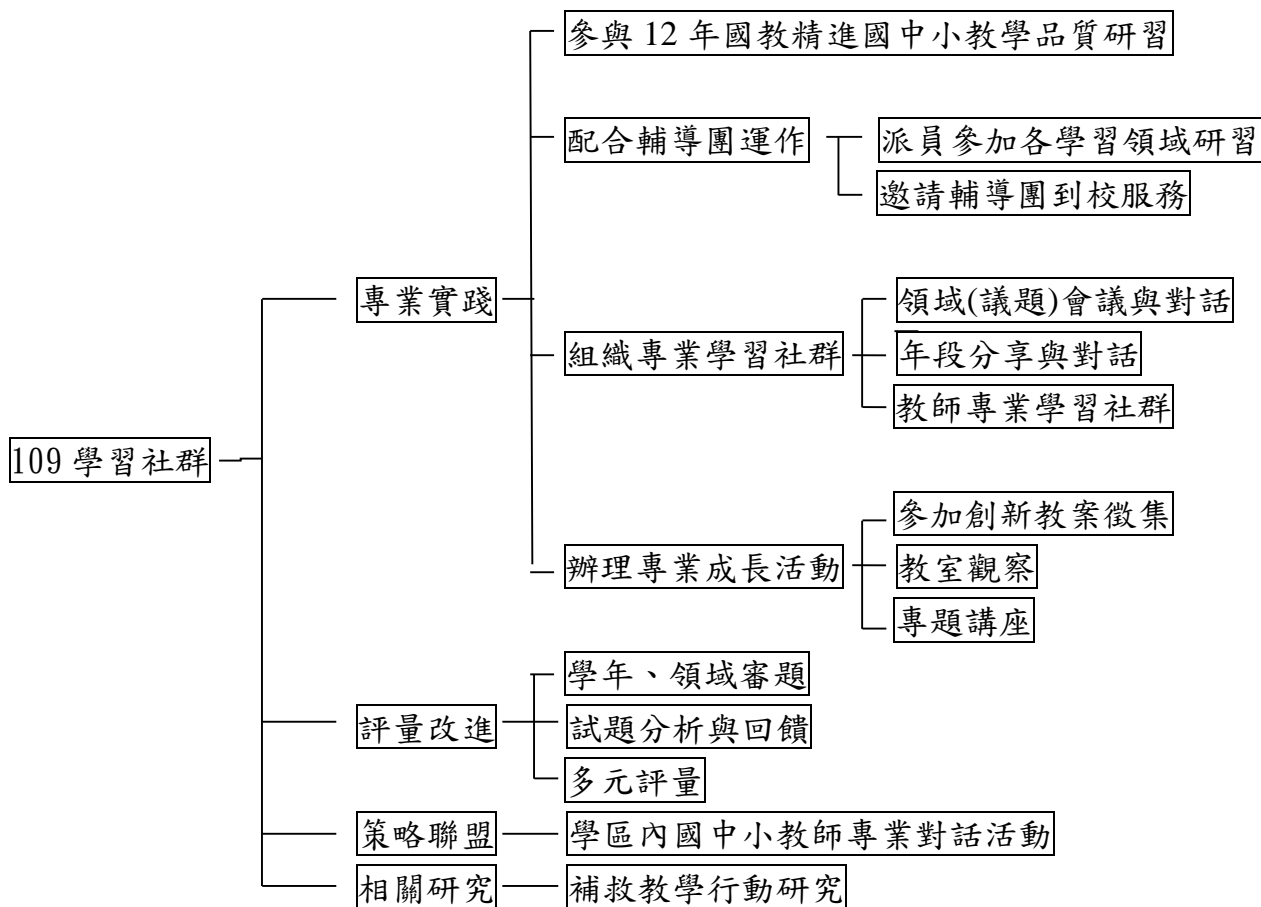 參與 12 年國教精進國中小教學品質研習
配合輔導團運作
派員參加各學習領域研習
邀請輔導團到校服務
專業實踐
領域(議題)會議與對話
組織專業學習社群
年段分享與對話
教師專業學習社群
109 學習社群
參加創新教案徵集
辦理專業成長活動
教室觀察
專題講座
學年、領域審題
評量改進
試題分析與回饋
多元評量
策略聯盟
學區內國中小教師專業對話活動
相關研究
補救教學行動研究